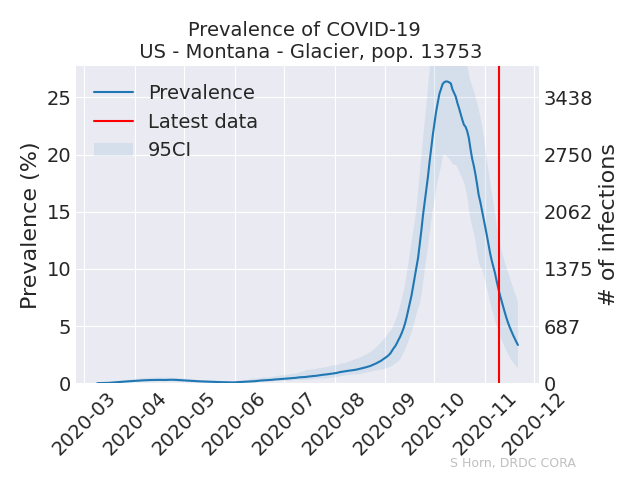 Prevalence of COVID-19
US - Montana - Glacier, pop. 13753
Prevalence
Latest data
95CI
Prevalence (%)
25
20
15
10
5
0
3438
2750
2062
1375
687
0
# of infections
2020-03
2020-04
2020-05
2020-06
2020-07
2020-08
2020-09
2020-10
2020-11
2020-12
S Horn, DRDC CORA